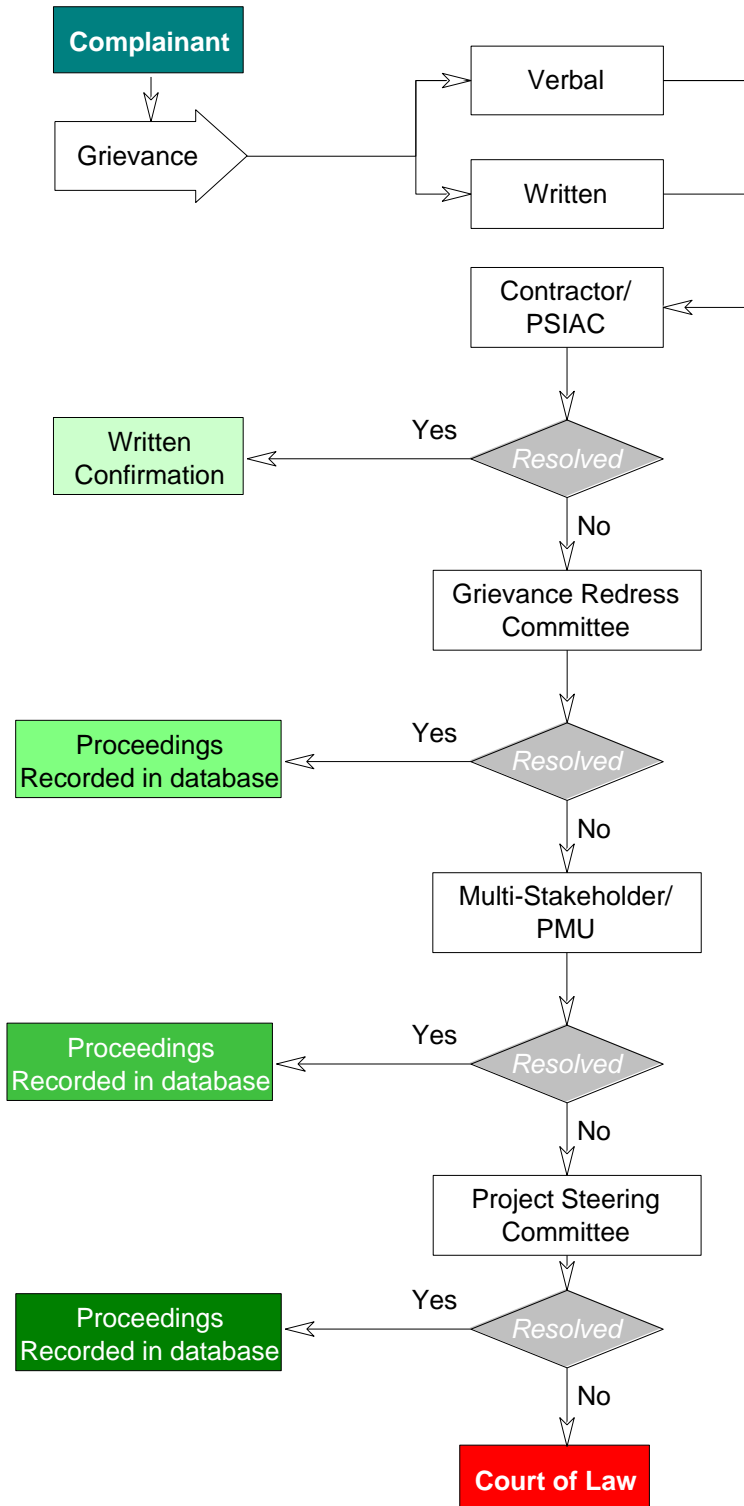 Complainant
Verbal
Grievance
Written
Contractor/
PSIAC
Yes
Resolved
Written
Confirmation
No
Grievance Redress
Committee
Yes
Resolved
Proceedings
Recorded in database
No
Multi-Stakeholder/
PMU
Yes
Resolved
Proceedings
Recorded in database
No
Project Steering
Committee
Yes
Resolved
Proceedings
Recorded in database
No
Court of Law